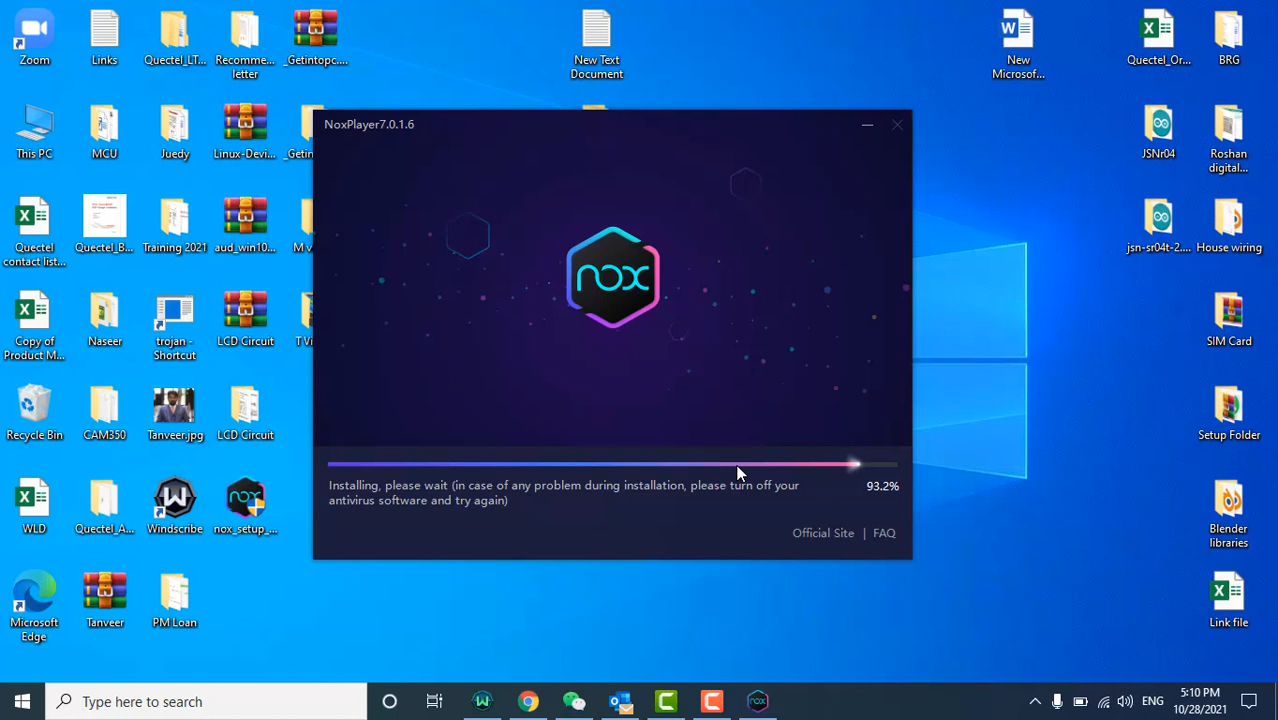 Zoom
Links
Quectel_LT...
Recomme...
letter
_Getintopc....
New Text
Document
New
Microsof...
Quectel_Or...
BRG
This PC
MCU
Juedy
Linux-Devi...
_Getin
NoxPlayer7.0.1.6
JSNr04
Roshan
digital...
Quectel
contact list...
Quectel_B...
Training 2021
aud_win10...
M v
jsn-sr04t-2....
House wiring
nox
Copy of
Product M...
Naseer
trojan -
Shortcut
LCD Circuit
T Vi
SIM Card
Recycle Bin
CAM350
Tanveer.jpg
LCD Circuit
Setup Folder
Installing, please wait (in case of any problem during installation, please turn off your
antivirus software and try again)
93.2%
Official Site | FAQ
WLD
Quectel_A...
Windscribe
nox_setup_...
Blender
libraries
Microsoft
Edge
Tanveer
PM Loan
Link file
Type here to search
ENG
5:10 PM
10/28/2021